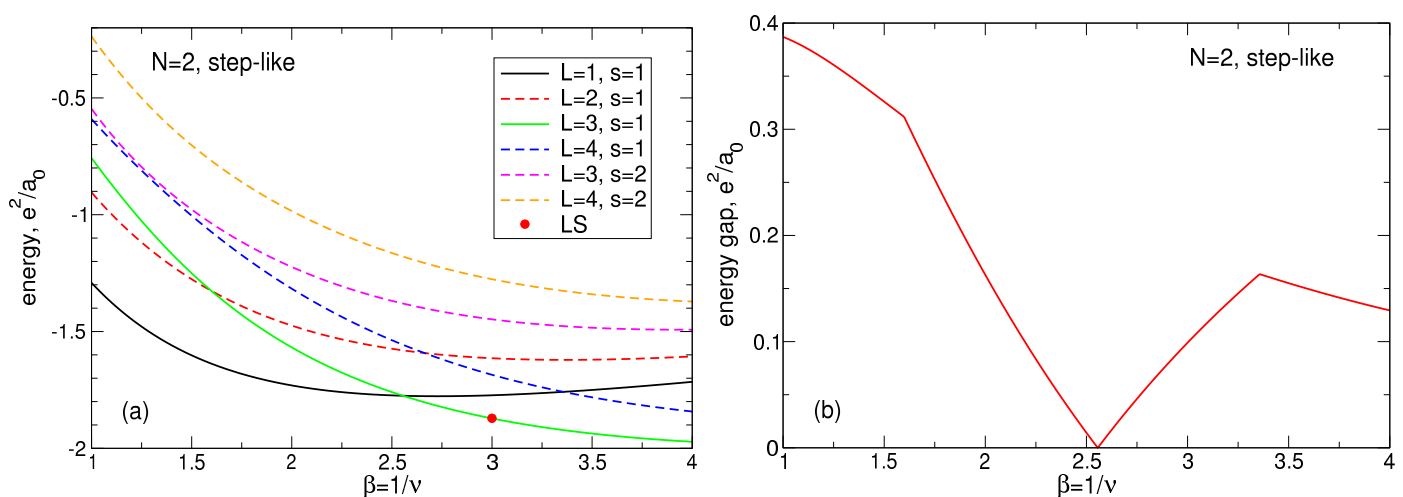 N=2, step-like
L=1, s=1
L=2, s=1
L=3, s=1
L=4, s=1
L=3, s=2
L=4, s=2
LS
-0.5
-1
-1.5
-2
energy, e²/a₀
(a)
1 1.5 2 2.5 3 3.5 4
β=1/ν
N=2, step-like
0.4
0.3
0.2
0.1
0
energy gap, e²/a₀
(b)
1 1.5 2 2.5 3 3.5 4
β=1/ν